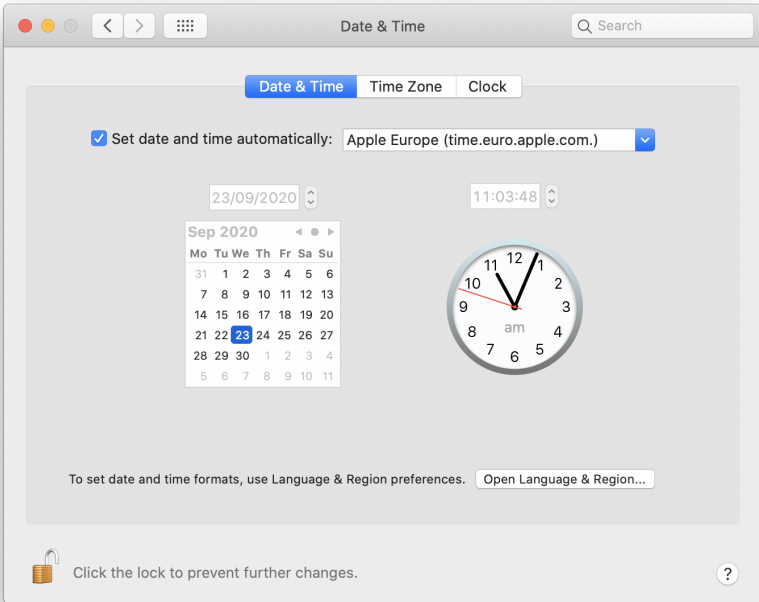 Date & Time
Search
Date & Time Time Zone Clock
Set date and time automatically: Apple Europe (time.euro.apple.com.)
23/09/2020
11:03:48
Sep 2020
Mo Tu We Th Fr Sa Su
31 1 2 3 4 5 6
7 8 9 10 11 12 13
14 15 16 17 18 19 20
21 22 23 24 25 26 27
28 29 30 1 2 3 4
5 6 7 8 9 10 11
12
1
2
3
4
5
6
7
8
9
10
11
am
To set date and time formats, use Language & Region preferences. Open Language & Region...
Click the lock to prevent further changes.
?